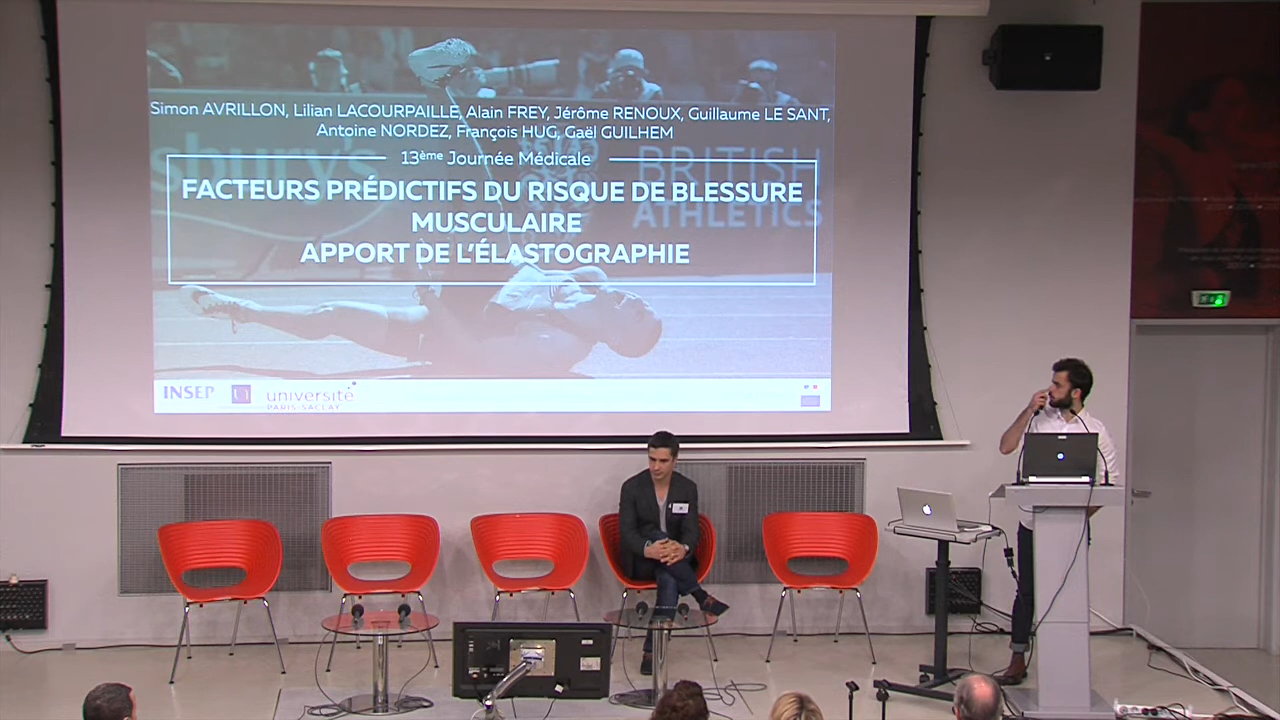 Simon AVRILLON, Lilian LACOURPAILLE, Alain FREY, Jérôme RENOUX, Guillaume LE SANT,
Antoine NORDEZ, François HUG, Gaël GUILHEM
13ème Journée Médicale
BRITISH
ATHLETICS
FACTEURS PRÉDICTIFS DU RISQUE DE BLESSURE
MUSCULAIRE
APPORT DE L'ÉLASTOGRAPHIE
INSEP
université
PARIS-SACLAY